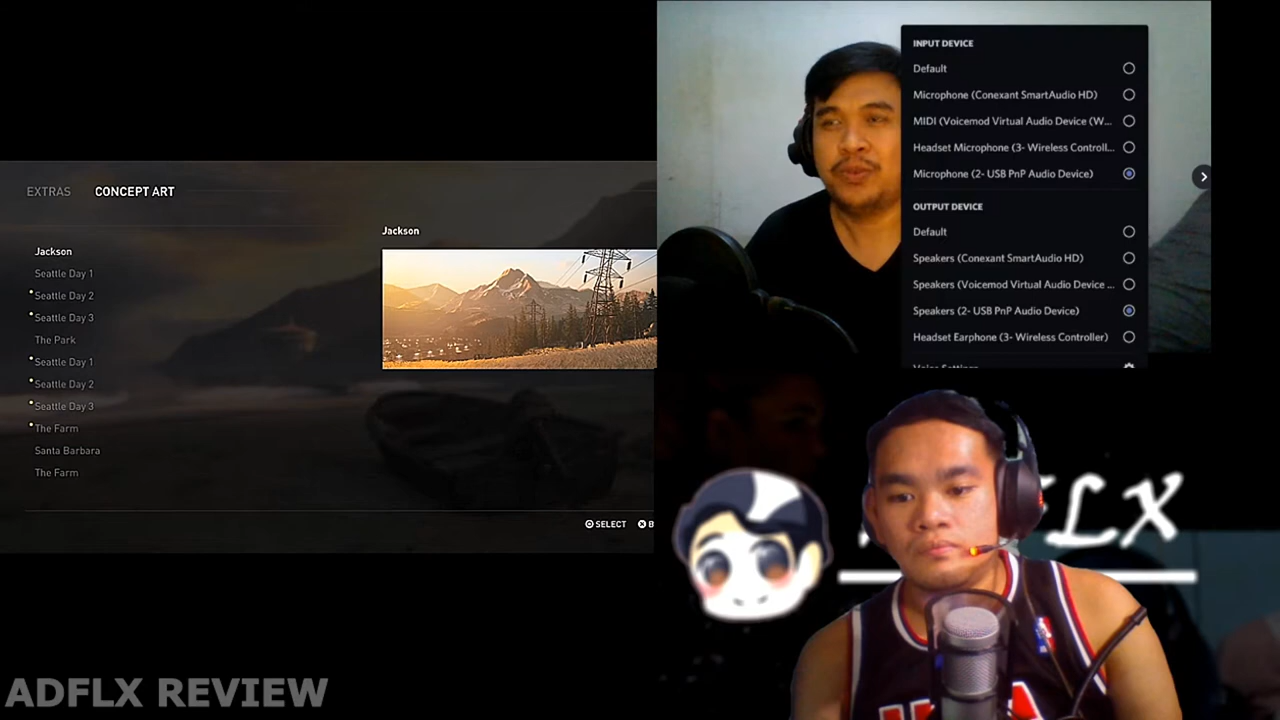 EXTRAS CONCEPT ART
Jackson
Seattle Day 1
Seattle Day 2
Seattle Day 3
The Park
Seattle Day 1
Seattle Day 2
Seattle Day 3
The Farm
Santa Barbara
The Farm
Jackson
SELECT B
INPUT DEVICE
Default
Microphone (Conexant SmartAudio HD)
MIDI (Voicemod Virtual Audio Device (W...
Headset Microphone (3- Wireless Controll...
Microphone (2- USB PnP Audio Device)
OUTPUT DEVICE
Default
Speakers (Conexant SmartAudio HD)
Speakers (Voicemod Virtual Audio Device ...
Speakers (2- USB PnP Audio Device)
Headset Earphone (3- Wireless Controller)
Voice Settings
LX
ADFLX REVIEW